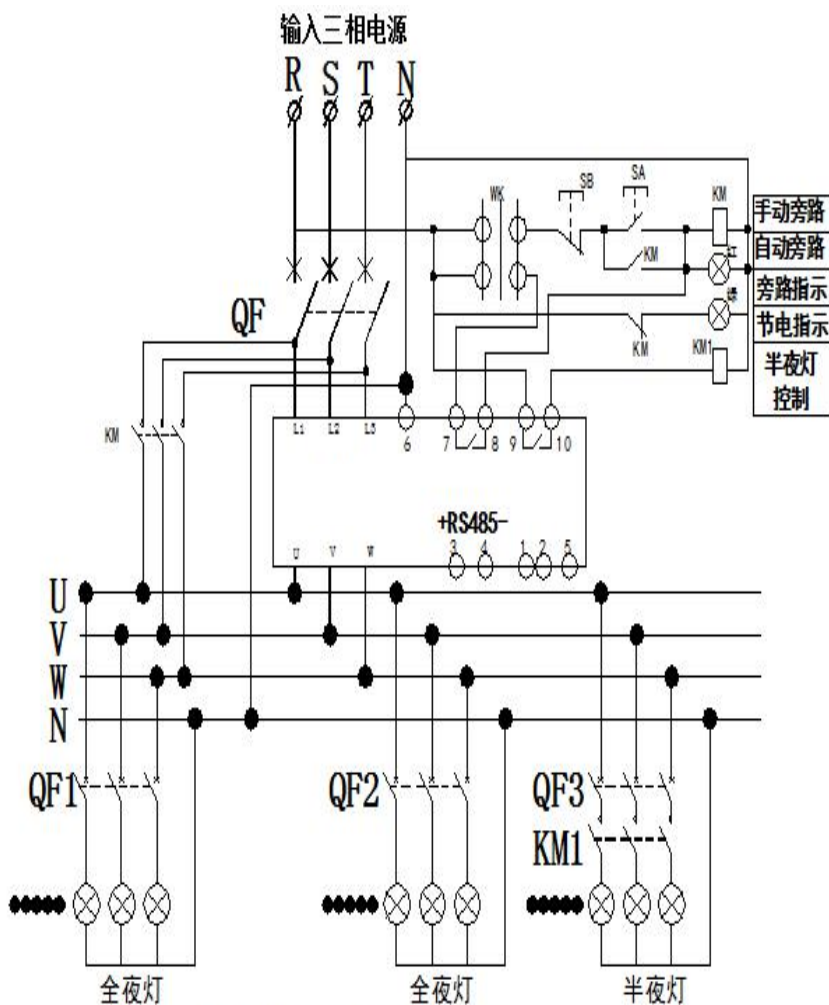 输入三相电源
R S T N
WK SB SA KM
手动旁路
KM 红
自动旁路
旁路指示
绿
QF
节电指示
KM KM1
半夜灯
控制
KM
L1 L2 L3 6 7 8 9 10
+RS485-
U V W 3 4 1 2 5
U
V
W
N
QF1 QF2 QF3
KM1
全夜灯 全夜灯 半夜灯